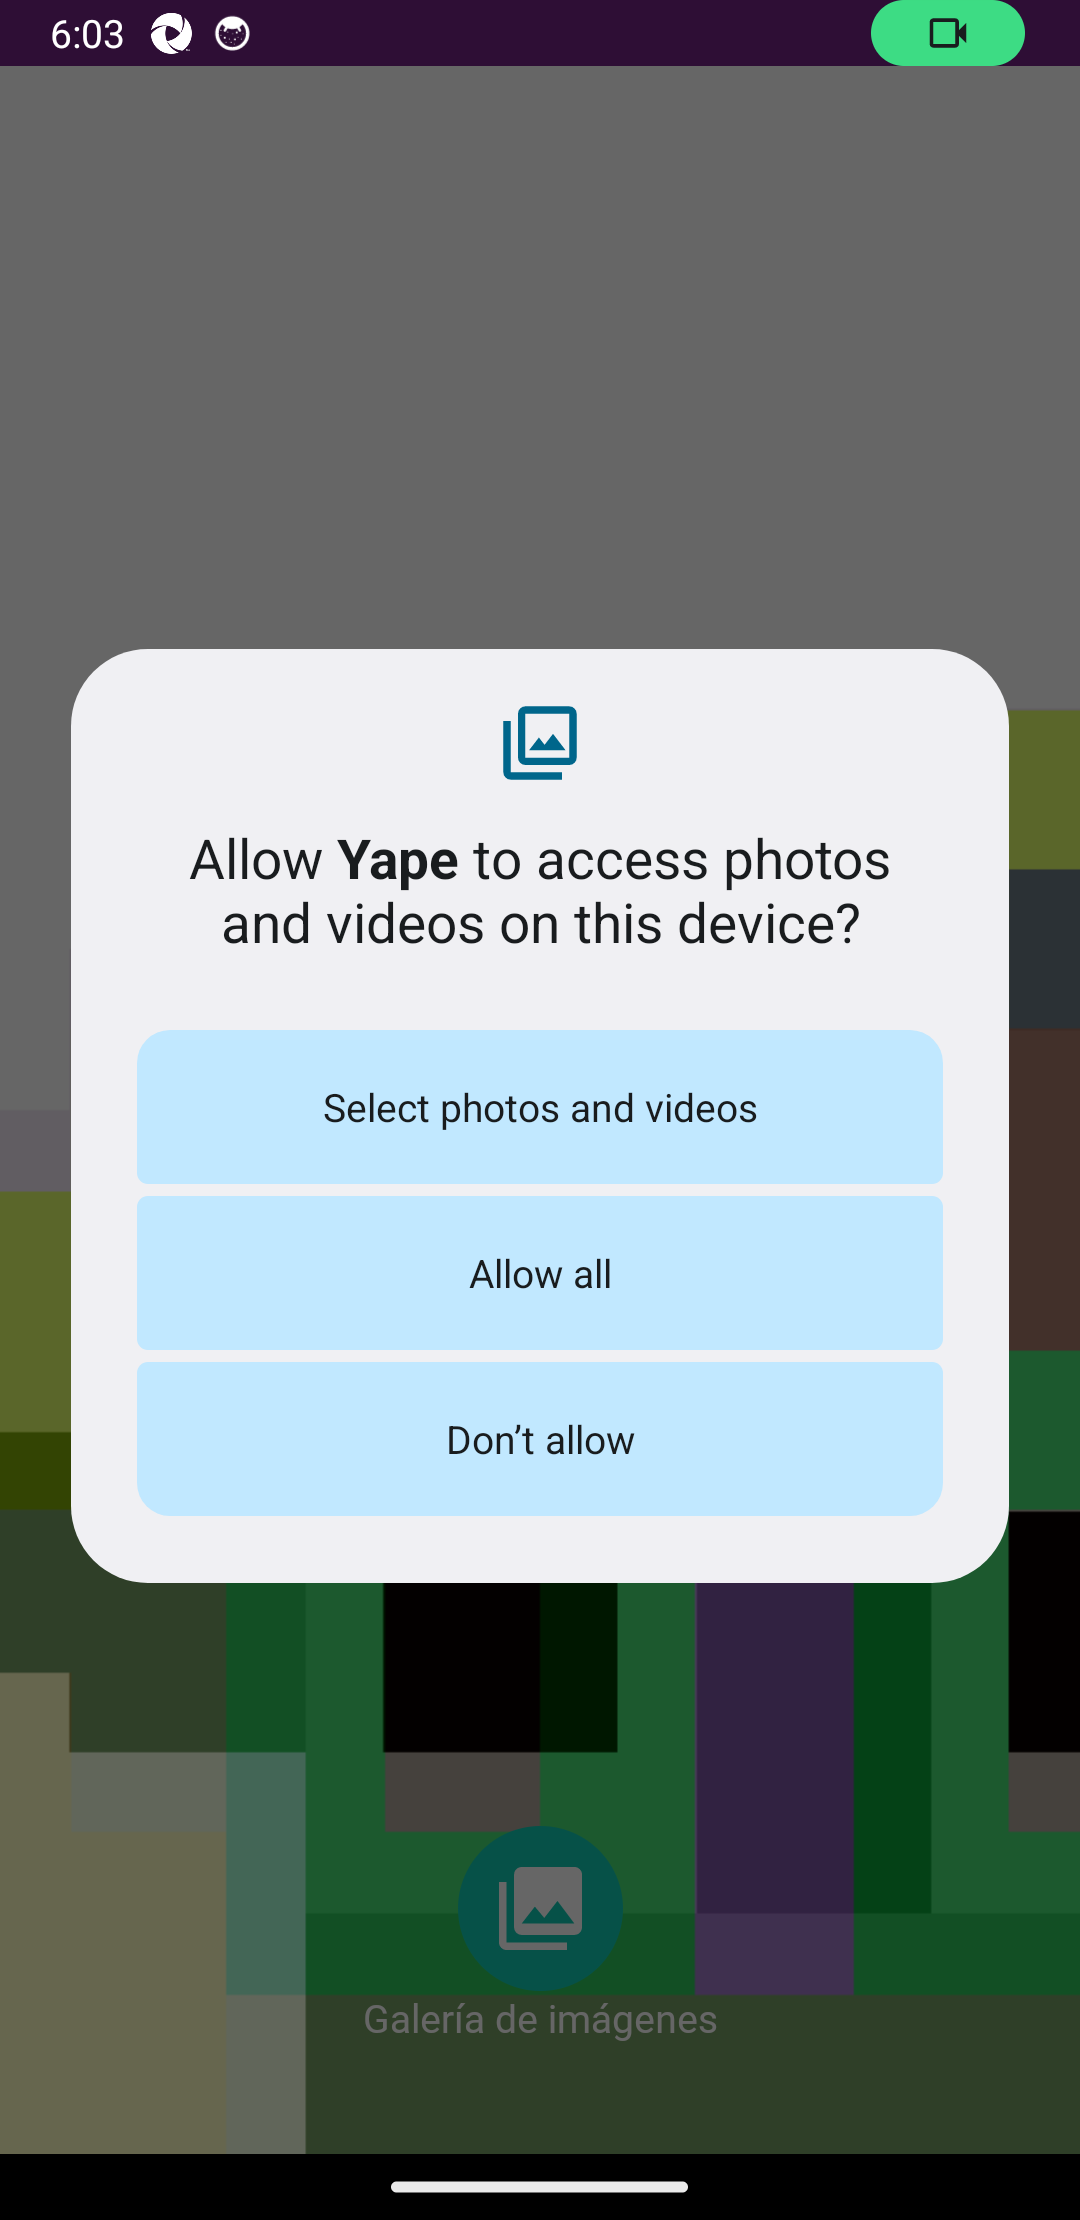 6:03
Allow Yape to access photos
and videos on this device?
Select photos and videos
Allow all
Don’t allow
Galería de imágenes